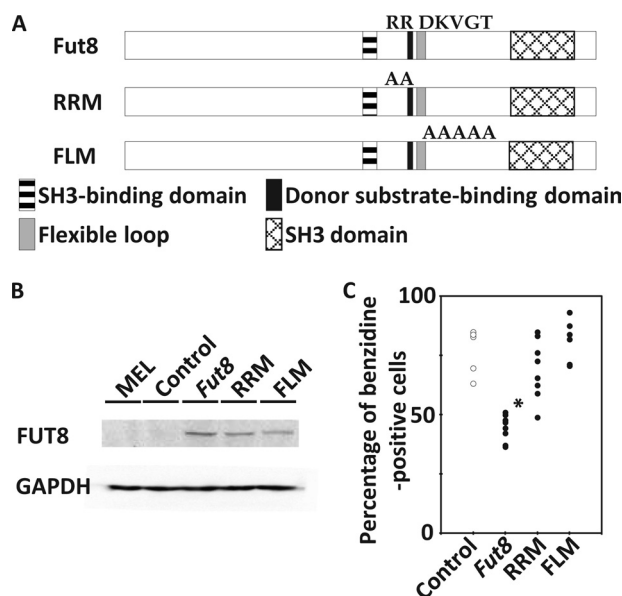 A
RR DKVGT
Fut8
AA
RRM
AAAAA
FLM
SH3-binding domain
Donor substrate-binding domain
Flexible loop
SH3 domain
B
MEL
Control
Fut8
RRM
FLM
FUT8
GAPDH
C
Percentage of benzidine
-positive cells
100
50
0
*
Control
Fut8
RRM
FLM